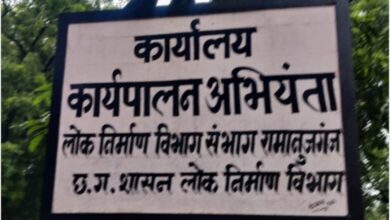 कार्यालय
कार्यपालन अभियंता
लोक निर्माण विभाग संभाग रामानुजगंज
छ.ग. शासन लोक निर्माण विभाग